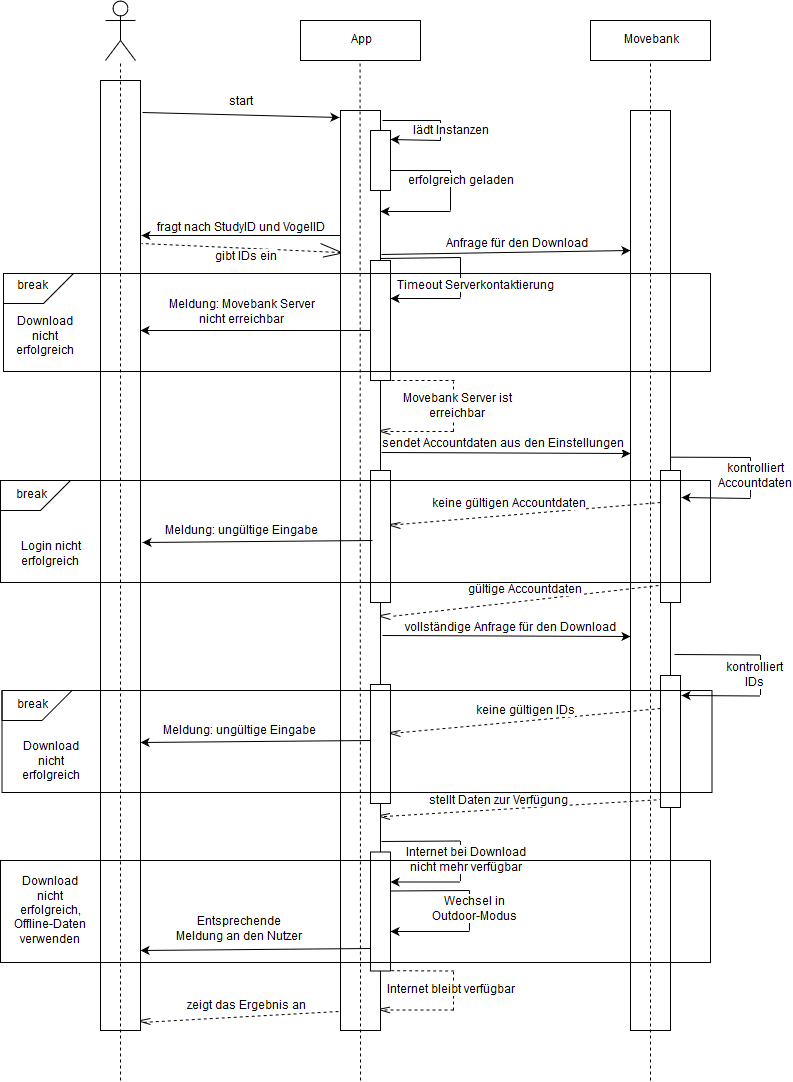 App
Movebank
start
lädt Instanzen
erfolgreich geladen
fragt nach StudyID und VogelID
gibt IDs ein
Anfrage für den Download
break
Timeout Serverkontaktierung
Meldung: Movebank Server
nicht erreichbar
Download
nicht
erfolgreich
Movebank Server ist
erreichbar
sendet Accountdaten aus den Einstellungen
kontrolliert
Accountdaten
break
keine gültigen Accountdaten
Meldung: ungültige Eingabe
Login nicht
erfolgreich
gültige Accountdaten
vollständige Anfrage für den Download
kontrolliert
IDs
break
keine gültigen IDs
Meldung: ungültige Eingabe
Download
nicht
erfolgreich
stellt Daten zur Verfügung
Internet bei Download
nicht mehr verfügbar
Download
nicht
erfolgreich,
Offline-Daten
verwenden
Wechsel in
Outdoor-Modus
Entsprechende
Meldung an den Nutzer
Internet bleibt verfügbar
zeigt das Ergebnis an